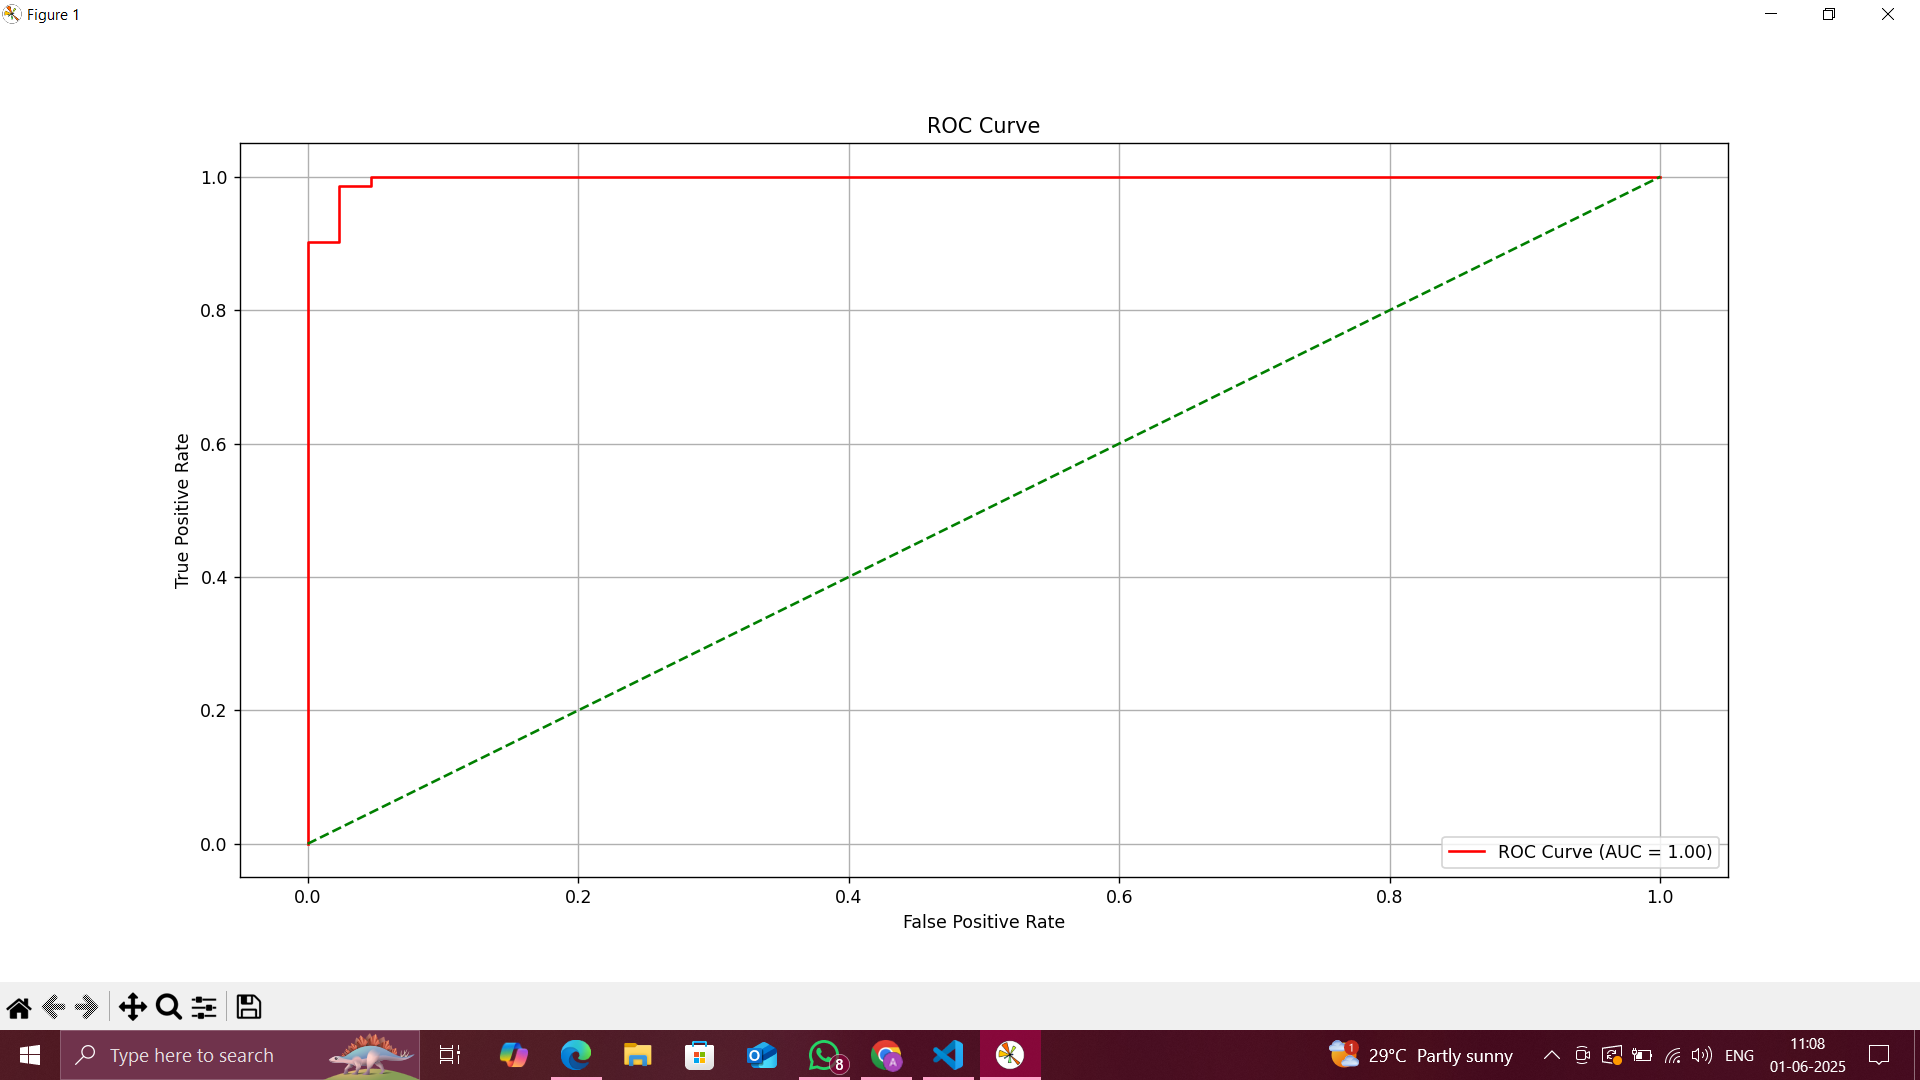 Figure 1
ROC Curve
1.0
0.8
0.6
0.4
0.2
0.0
True Positive Rate
ROC Curve (AUC = 1.00)
0.0 0.2 0.4 0.6 0.8 1.0
False Positive Rate
Type here to search
8
A
1
29°C Partly sunny
ENG
11:08
01-06-2025